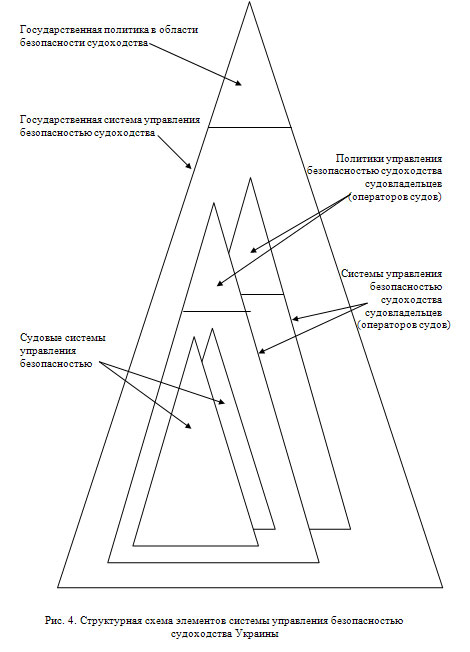 Государственная политика в области
безопасности судоходства
Государственная система управления
безопасностью судоходства
Политики управления
безопасностью судоходства
судовладельцев
(операторов судов)
Системы управления
безопасностью
судоходства
судовладельцев
(операторов судов)
Судовые системы
управления
безопасностью
Рис. 4. Структурная схема элементов системы управления безопасностью
судоходства Украины